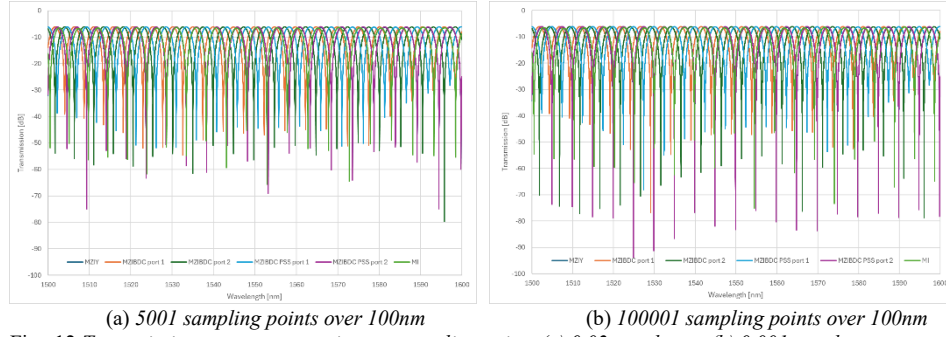 0
-10
-20
-30
-40
-50
-60
-70
-80
-90
-100
Transmission [dB]
MZIY MZIBDC port 1 MZIBDC port 2 MZIBDC PSS port 1 MZIBDC PSS port 2 MI
1500 1510 1520 1530 1540 1550 1560 1570 1580 1590 1600
Wavelength [nm]
(a) 5001 sampling points over 100nm
0
-10
-20
-30
-40
-50
-60
-70
-80
-90
-100
Transmission [dB]
MZIY MZIBDC port 1 MZIBDC port 2 MZIBDC PSS port 1 MZIBDC PSS port 2 MI
1500 1510 1520 1530 1540 1550 1560 1570 1580 1590 1600
Wavelength [nm]
(b) 100001 sampling points over 100nm